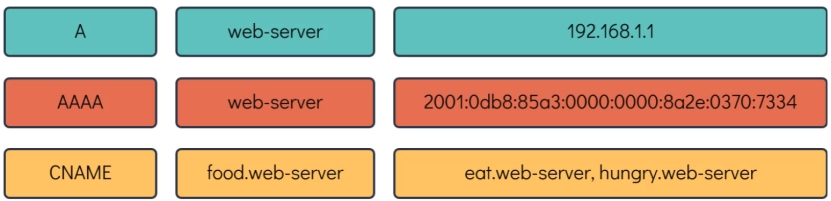 A web-server 192.168.1.1
AAAA web-server 2001:0db8:85a3:0000:0000:8a2e:0370:7334
CNAME food.web-server eat.web-server, hungry.web-server